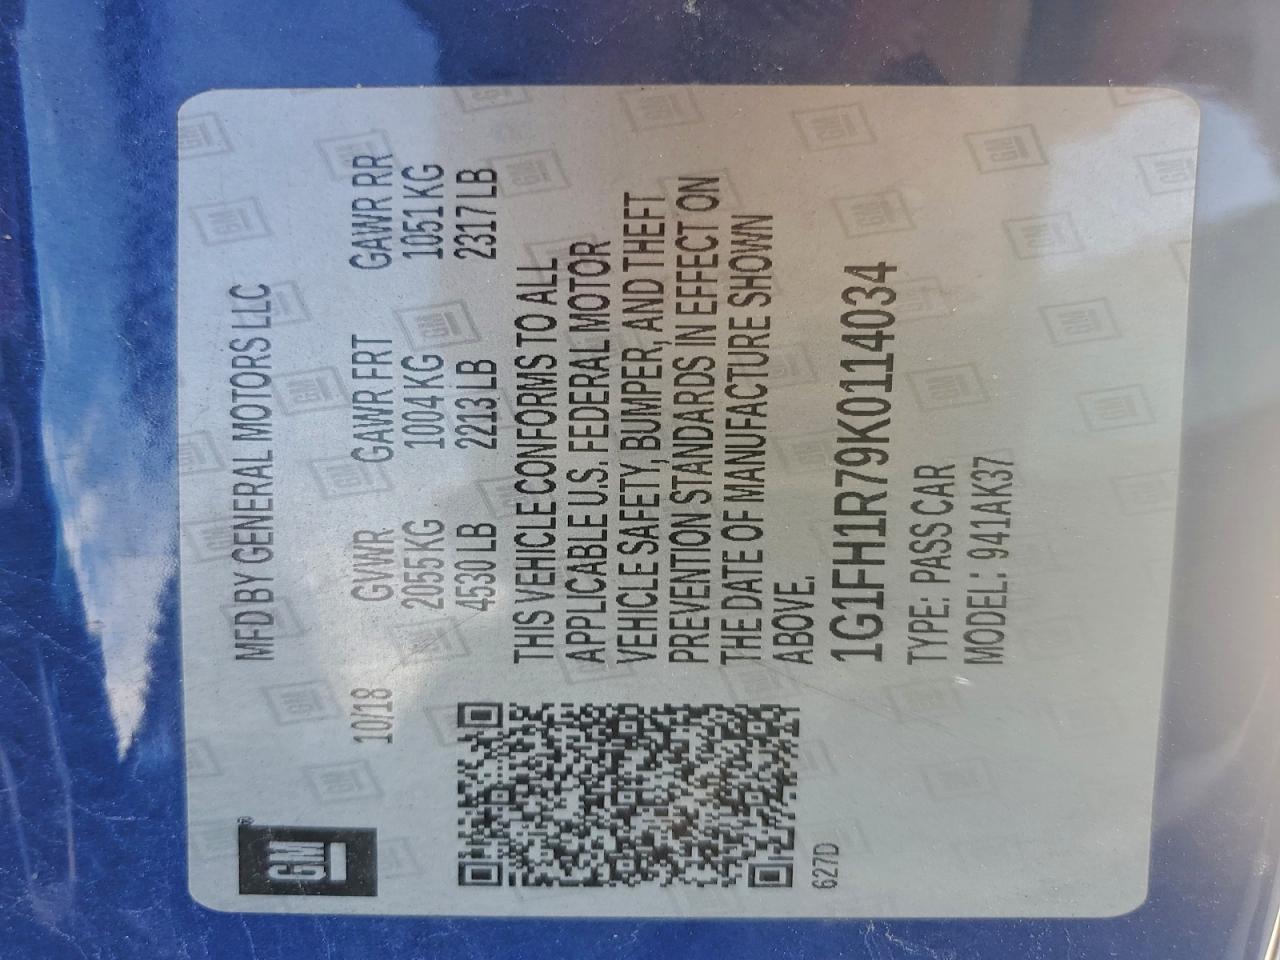 GM
MFD BY GENERAL MOTORS LLC
10/18 GVWR GAWR FRT GAWR RR
2055KG 1004 KG 1051 KG
4530 LB 2213 LB 2317 LB
THIS VEHICLE CONFORMS TO ALL
APPLICABLE U.S. FEDERAL MOTOR
VEHICLE SAFETY, BUMPER, AND THEFT
PREVENTION STANDARDS IN EFFECT ON
THE DATE OF MANUFACTURE SHOWN
ABOVE.
1G1FH1R79K0114034
TYPE: PASS CAR
MODEL: 941AK37
627D